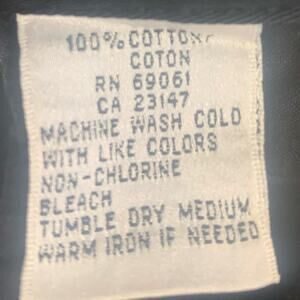 100% COTTON/
COTON
RN 69061
CA 23147
MACHINE WASH COLD
WITH LIKE COLORS
NON-CHLORINE
BLEACH
TUMBLE DRY MEDIUM
WARM IRON IF NEEDED